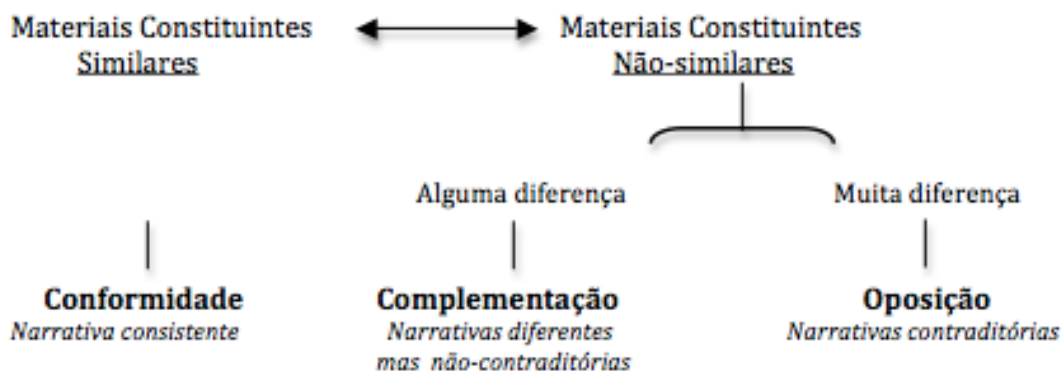 Materiais Constituintes Materiais Constituintes
Similares Não-similares
Alguma diferença Muita diferença
Conformidade Complementação Oposição
Narrativa consistente Narrativas diferentes Narrativas contraditórias
mas não-contraditórias